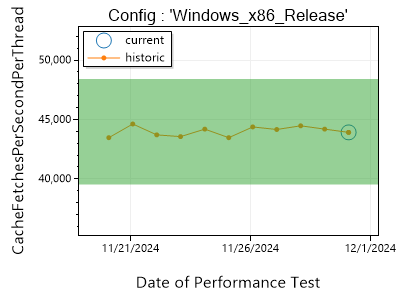 Config : 'Windows_x86_Release'
current
historic
CacheFetchesPerSecondPerThread
50,000
45,000
40,000
11/21/2024
11/26/2024
12/1/2024
Date of Performance Test